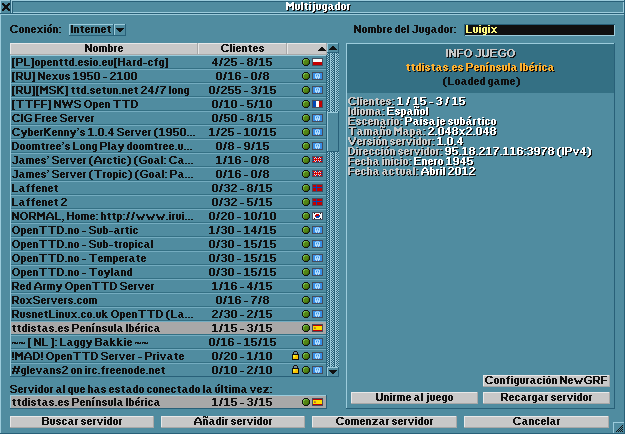 Multijugador
Conexión: Internet
Nombre del Jugador: Luigix
Nombre Clientes
[PL]openttd.esio.eu[Hard-cfg] 4/25 - 8/15
[RU] Nexus 1950 - 2100 0/16 - 0/8
[RU][MSK] ttd.setun.net 24/7 long 0/255 - 3/15
[TTFF] NWS Open TTD 0/10 - 5/10
CIG Free Server 0/50 - 8/15
CyberKenny's 1.0.4 Server (1950... 1/25 - 10/15
Doomtree's Long Play doomtree.u... 0/8 - 9/15
James' Server (Arctic) (Goal: Ca... 1/16 - 0/8
James' Server (Tropic) (Goal: Pa... 0/16 - 0/8
Laffenet 0/32 - 8/15
Laffenet 2 0/32 - 5/15
NORMAL, Home: http://www.irui... 0/20 - 10/10
OpenTTD.no - Sub-artic 1/30 - 14/15
OpenTTD.no - Sub-tropical 0/30 - 15/15
OpenTTD.no - Temperate 0/30 - 15/15
OpenTTD.no - Toyland 0/30 - 15/15
Red Army OpenTTD Server 1/16 - 4/15
RoxServers.com 0/16 - 7/8
RusnetLinux.co.uk OpenTTD (La... 2/30 - 2/15
ttdistas.es Península Ibérica 1/15 - 3/15
~~ [ NL ]: Laggy Bakkie ~~ 0/16 - 15/15
!MAD! OpenTTD Server - Private 0/20 - 1/10
#glevans2 on irc.freenode.net 0/10 - 2/10
Servidor al que has estado conectado la última vez:
ttdistas.es Península Ibérica 1/15 - 3/15
INFO JUEGO
ttdistas.es Península Ibérica
(Loaded game)
Clientes: 1 / 15 - 3 / 15
Idioma: Español
Escenario: Paisaje subártico
Tamaño Mapa: 2.048x2.048
Versión servidor: 1.0.4
Dirección servidor: 95.18.217.116:3978 (IPv4)
Fecha inicio: Enero 1945
Fecha actual: Abril 2012
Configuración NewGRF
Unirme al juego Recargar servidor
Buscar servidor Añadir servidor Comenzar servidor Cancelar